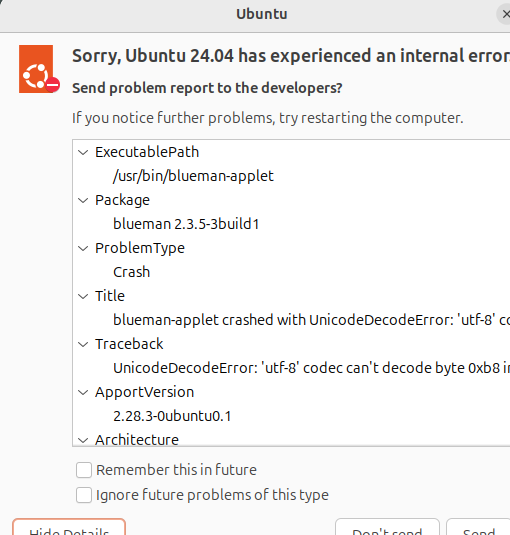 Ubuntu
Sorry, Ubuntu 24.04 has experienced an internal error
Send problem report to the developers?
If you notice further problems, try restarting the computer.
ExecutablePath
/usr/bin/blueman-applet
Package
blueman 2.3.5-3build1
ProblemType
Crash
Title
blueman-applet crashed with UnicodeDecodeError: 'utf-8' co
Traceback
UnicodeDecodeError: 'utf-8' codec can't decode byte 0xb8 in
ApportVersion
2.28.3-0ubuntu0.1
Architecture
Remember this in future
Ignore future problems of this type
Hide Details Don't send Send